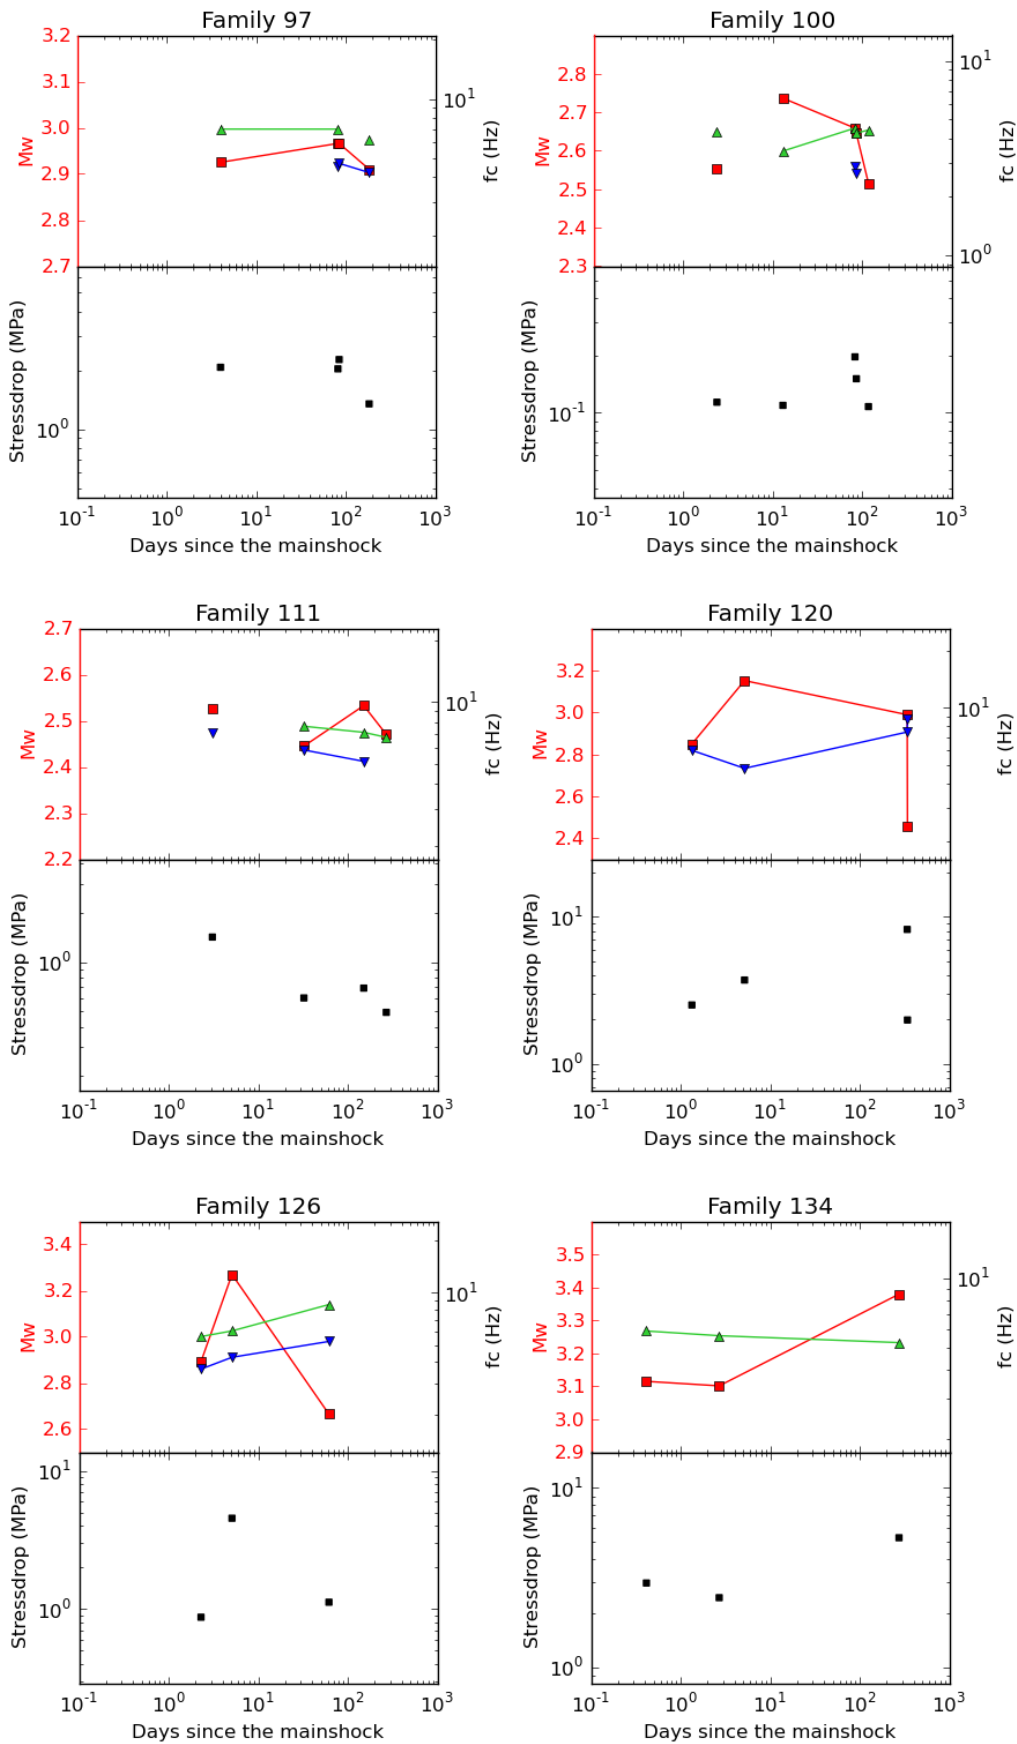 Family 97
3.2
3.1
3.0
2.9
2.8
2.7
Mw
10^1
fc (Hz)
Stressdrop (MPa)
10^0
10^-1 10^0 10^1 10^2 10^3
Days since the mainshock
Family 100
2.8
2.7
2.6
2.5
2.4
2.3
Mw
10^1
10^0
fc (Hz)
Stressdrop (MPa)
10^-1
10^-1 10^0 10^1 10^2 10^3
Days since the mainshock
Family 111
2.7
2.6
2.5
2.4
2.3
2.2
Mw
10^1
fc (Hz)
Stressdrop (MPa)
10^0
10^-1 10^0 10^1 10^2 10^3
Days since the mainshock
Family 120
3.2
3.0
2.8
2.6
2.4
Mw
10^1
fc (Hz)
Stressdrop (MPa)
10^1
10^0
10^-1 10^0 10^1 10^2 10^3
Days since the mainshock
Family 126
3.4
3.2
3.0
2.8
2.6
Mw
10^1
fc (Hz)
Stressdrop (MPa)
10^1
10^0
10^-1 10^0 10^1 10^2 10^3
Days since the mainshock
Family 134
3.5
3.4
3.3
3.2
3.1
3.0
2.9
Mw
10^1
fc (Hz)
Stressdrop (MPa)
10^1
10^0
10^-1 10^0 10^1 10^2 10^3
Days since the mainshock